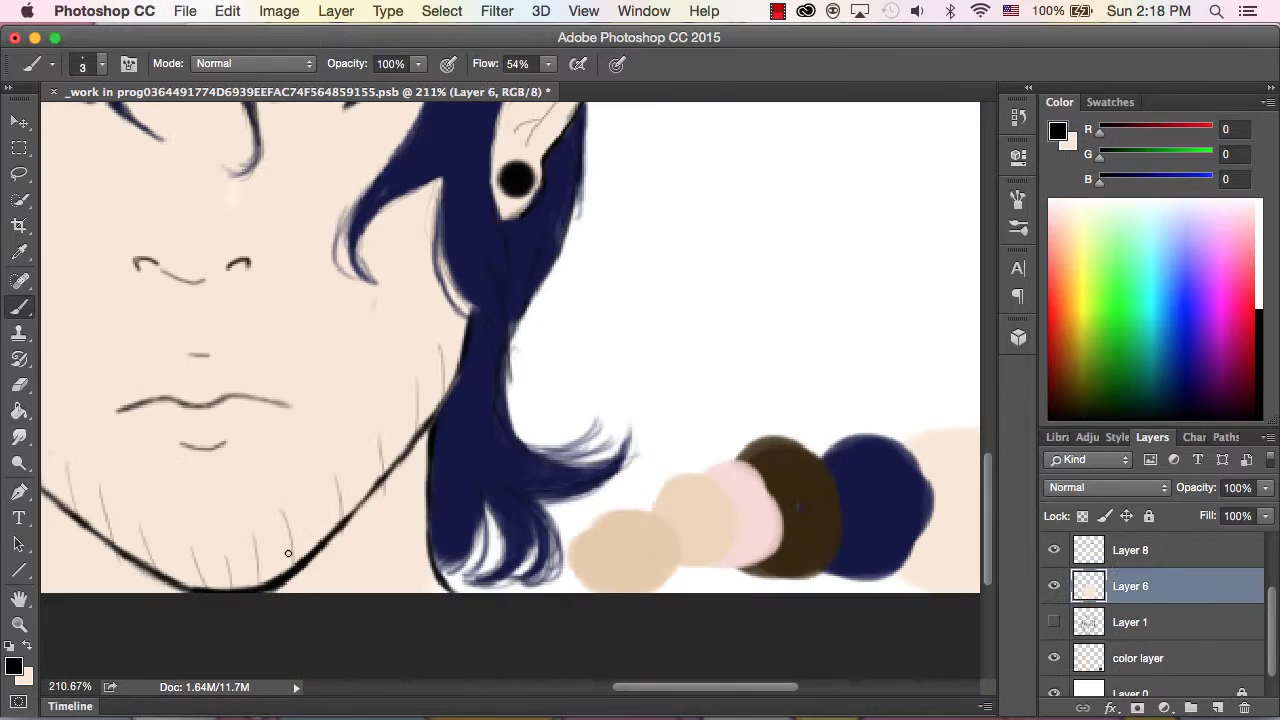 Photoshop CC File Edit Image Layer Type Select Filter 3D View Window Help 100% Sun 2:18 PM
Adobe Photoshop CC 2015
3 Mode: Normal Opacity: 100% Flow: 54%
_work in prog0364491774D6939EEFAC74F564859155.psb @ 211% (Layer 6, RGB/8) *
Color Swatches
R 0
G 0
B 0
Libra Adju Style Layers Char Paths
Kind
Normal Opacity: 100%
Lock: Fill: 100%
Layer 8
Layer 6
Layer 1
color layer
Layer 0
210.67% Doc: 1.64M/11.7M
Timeline